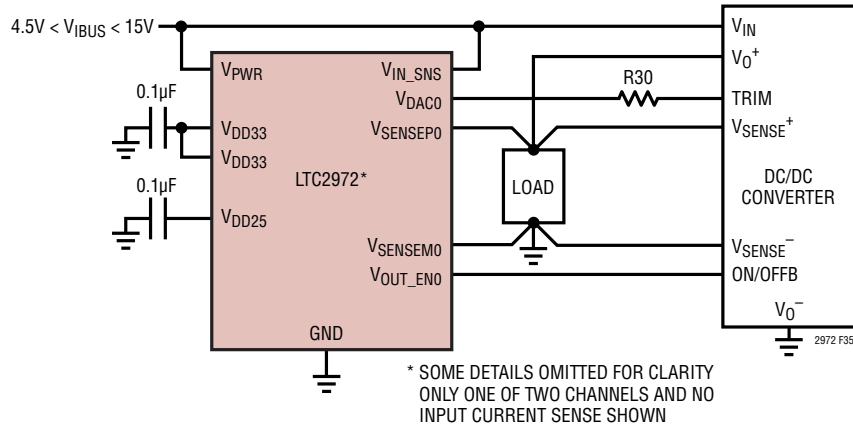 4.5V < VIBUS < 15V
VPWR
0.1µF
VDD33
VDD33
0.1µF
VDD25
LTC2972*
VIN_SNS
VDAC0
VSENSEP0
VSENSEM0
VOUT_EN0
GND
R30
LOAD
VIN
VO+
TRIM
VSENSE+
DC/DC
CONVERTER
VSENSE−
ON/OFFB
VO−
2972 F35
* SOME DETAILS OMITTED FOR CLARITY
ONLY ONE OF TWO CHANNELS AND NO
INPUT CURRENT SENSE SHOWN